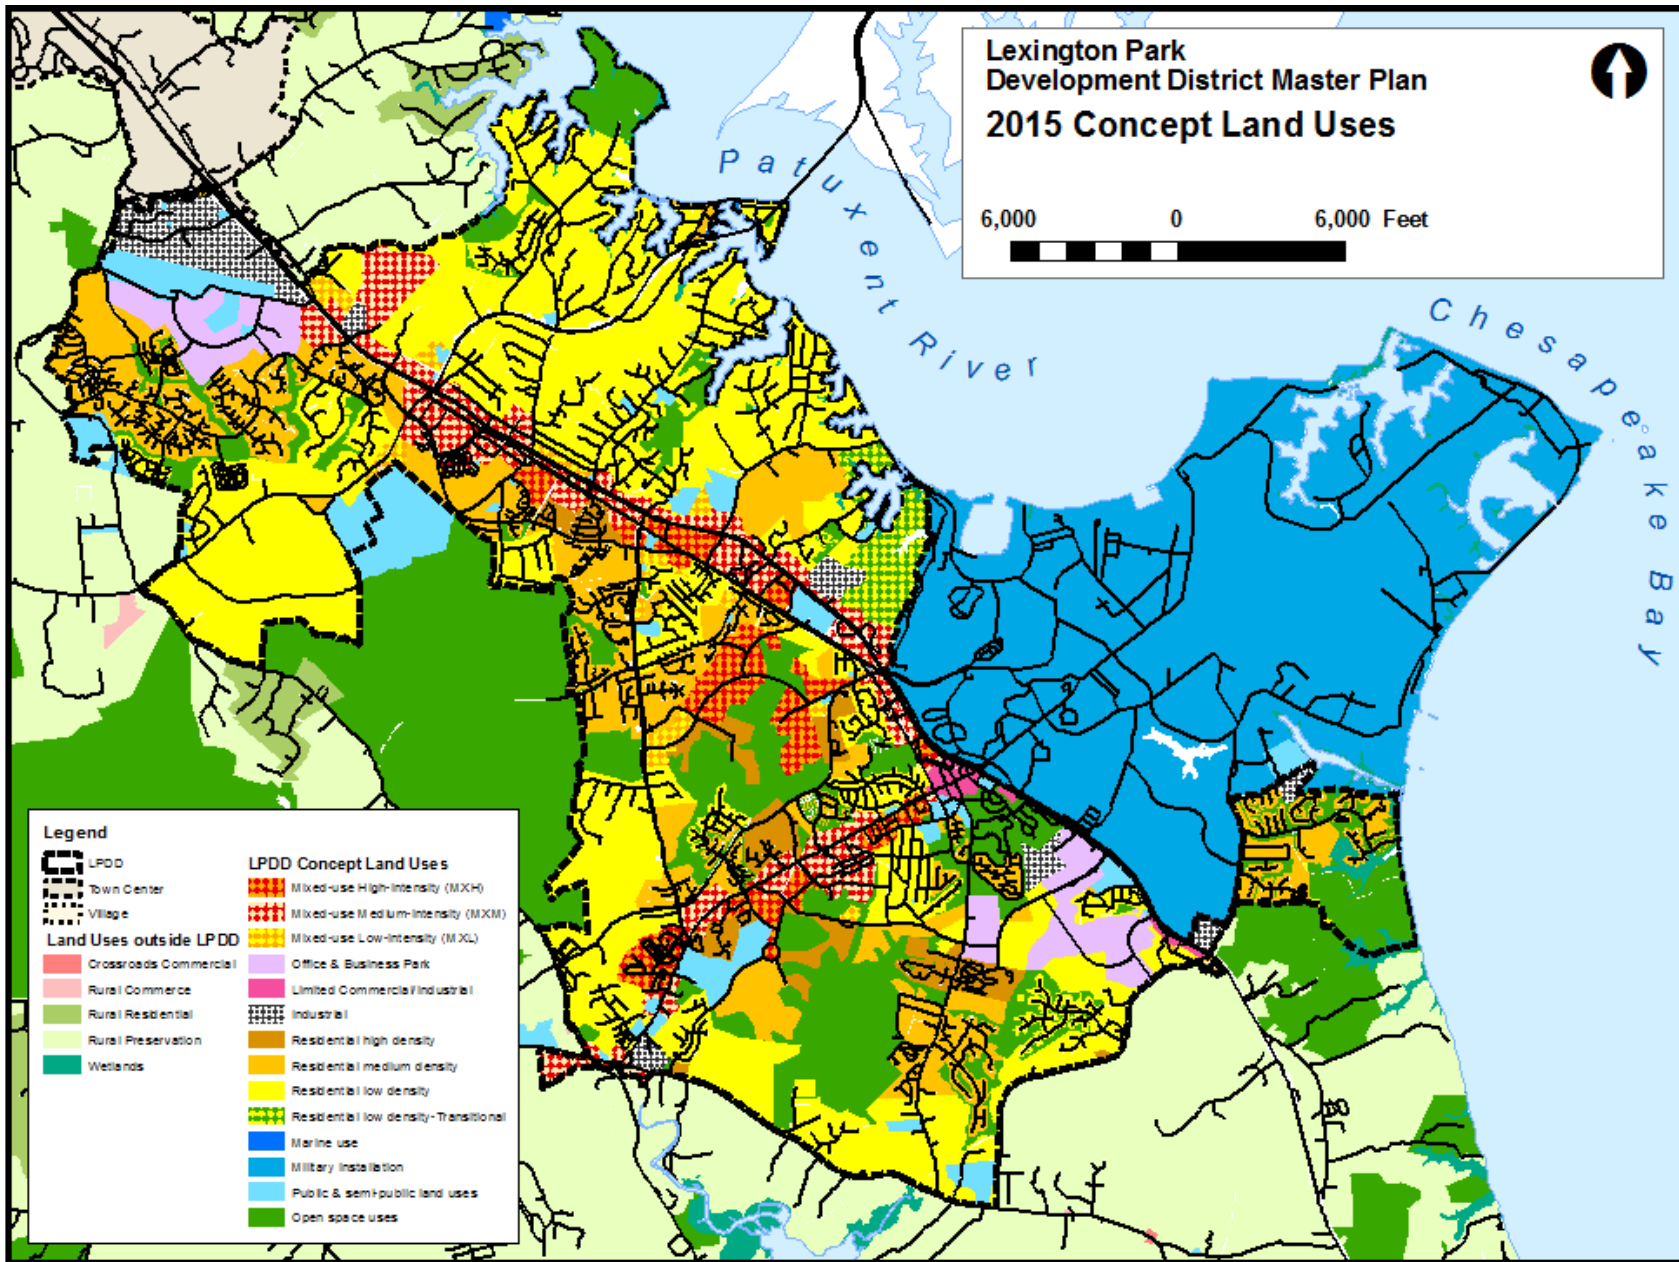 Lexington Park
Development District Master Plan
2015 Concept Land Uses
6,000 0 6,000 Feet
Patuxent River
Chesapeake Bay
Legend
LPDD
Town Center
Village
Land Uses outside LPDD
Crossroads Commercial
Rural Commerce
Rural Residential
Rural Preservation
Wetlands
LPDD Concept Land Uses
Mixed-use High-Intensity (MXH)
Mixed-use Medium-Intensity (MXM)
Mixed-use Low-Intensity (MXL)
Office & Business Park
Limited Commercial/Industrial
Industrial
Residential high density
Residential medium density
Residential low density
Residential low density-Transitional
Marine use
Military Installation
Public & semi-public land uses
Open space uses